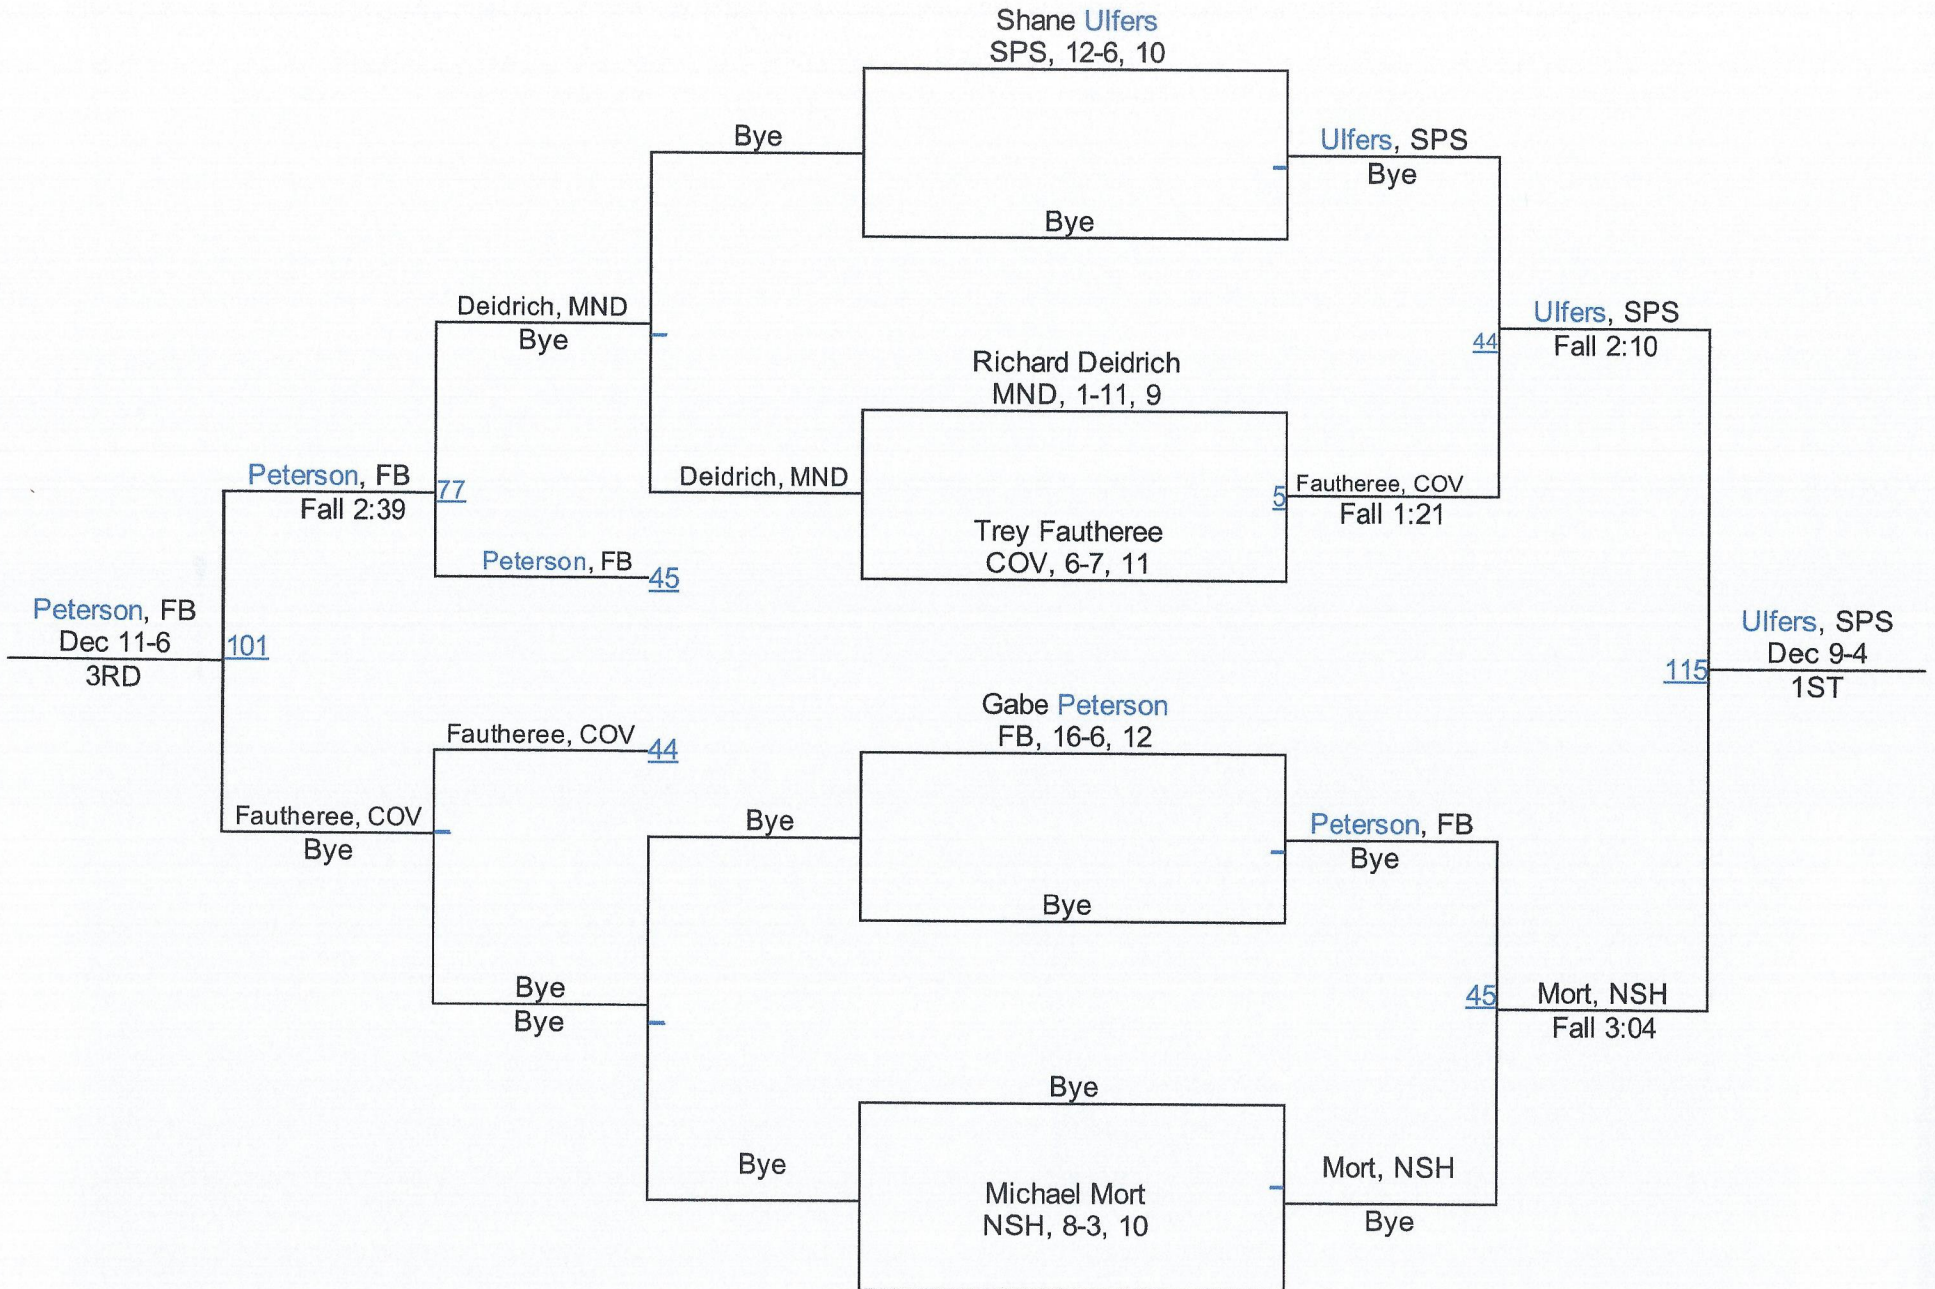 Shane Ulfers
SPS, 12-6, 10
Bye
Ulfers, SPS
Bye
Bye
Deidrich, MND
Bye
Ulfers, SPS
44
Fall 2:10
Richard Deidrich
MND, 1-11, 9
Deidrich, MND
Peterson, FB
77
Fall 2:39
5
Fautheree, COV
Fall 1:21
Trey Fautheree
COV, 6-7, 11
Peterson, FB
45
Peterson, FB
Dec 11-6
101
3RD
Ulfers, SPS
Dec 9-4
115
1ST
Gabe Peterson
FB, 16-6, 12
Fautheree, COV
44
Fautheree, COV
Bye
Bye
Peterson, FB
Bye
Bye
Bye
Bye
45
Mort, NSH
Fall 3:04
Bye
Bye
Mort, NSH
Bye
Michael Mort
NSH, 8-3, 10